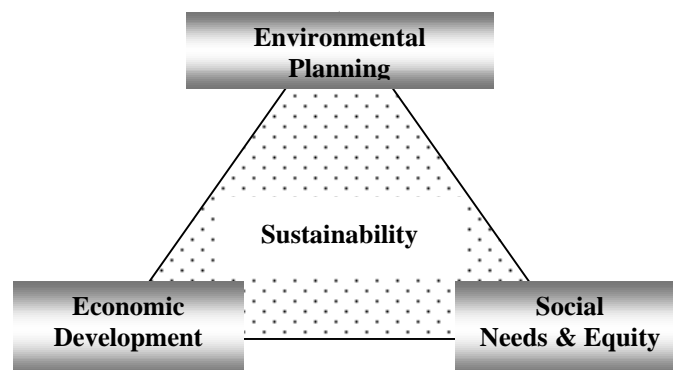 Environmental
Planning
Sustainability
Economic
Development
Social
Needs & Equity